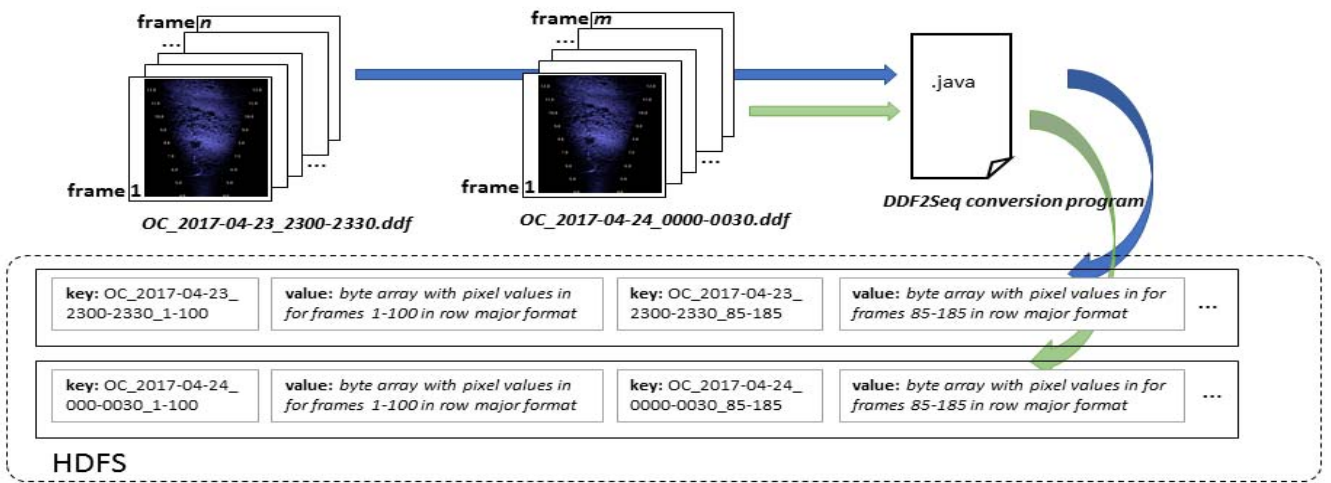 frame n
...
...
frame 1
OC_2017-04-23_2300-2330.ddf
frame m
...
...
frame 1
OC_2017-04-24_0000-0030.ddf
.java
DDF2Seq conversion program
key: OC_2017-04-23_
2300-2330_1-100
value: byte array with pixel values in
for frames 1-100 in row major format
key: OC_2017-04-23_
2300-2330_85-185
value: byte array with pixel values in for
frames 85-185 in row major format
...
key: OC_2017-04-24_
000-0030_1-100
value: byte array with pixel values in
for frames 1-100 in row major format
key: OC_2017-04-24_
0000-0030_85-185
value: byte array with pixel values in for
frames 85-185 in row major format
...
HDFS